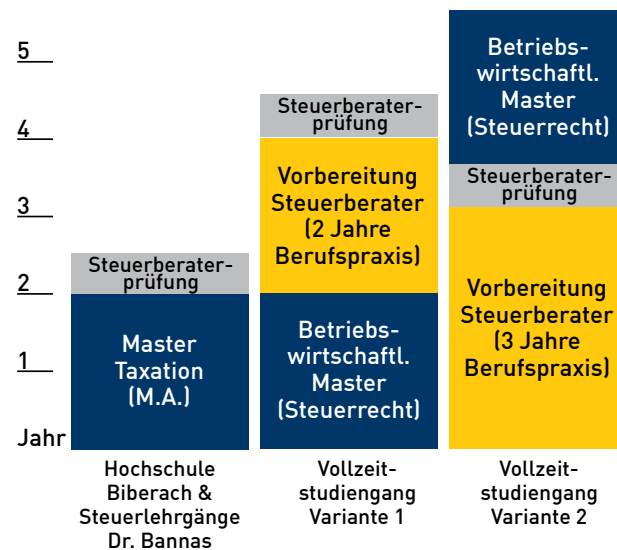 5
4
3
2
1
Jahr
Steuerberater-
prüfung
Master
Taxation
(M.A.)
Hochschule
Biberach &
Steuerlehrgänge
Dr. Bannas
Steuerberater-
prüfung
Vorbereitung
Steuerberater
(2 Jahre
Berufspraxis)
Betriebs-
wirtschaftl.
Master
(Steuerrecht)
Vollzeit-
studiengang
Variante 1
Betriebs-
wirtschaftl.
Master
(Steuerrecht)
Steuerberater-
prüfung
Vorbereitung
Steuerberater
(3 Jahre
Berufspraxis)
Vollzeit-
studiengang
Variante 2